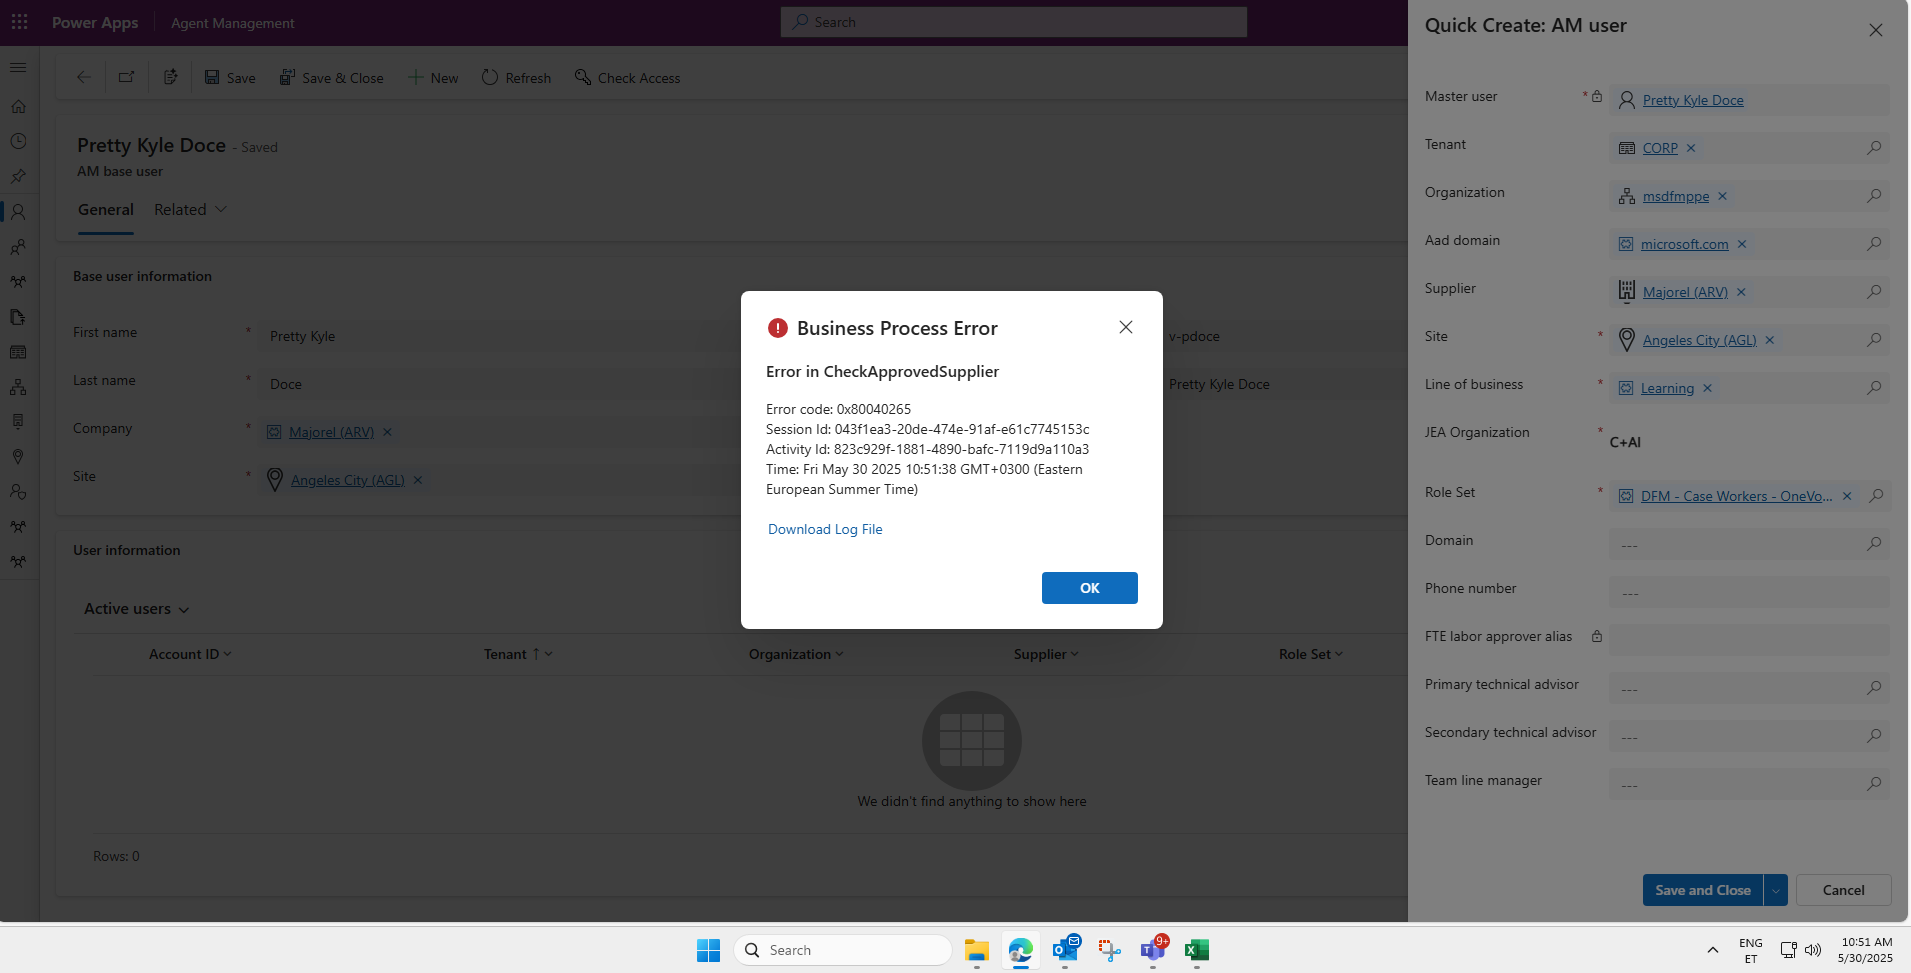 Power Apps
Agent Management
Search
Save
Save & Close
New
Refresh
Check Access
Pretty Kyle Doce - Saved
AM base user
General
Related
Base user information
First name * Pretty Kyle
Last name * Doce
Company * Majorel (ARV)
Site * Angeles City (AGL)
v-pdoce
Pretty Kyle Doce
User information
Active users
Account ID
Tenant
Organization
Supplier
Role Set
We didn't find anything to show here
Rows: 0
Business Process Error
Error in CheckApprovedSupplier
Error code: 0x80040265
Session Id: 043f1ea3-20de-474e-91af-e61c7745153c
Activity Id: 823c929f-1881-4890-bafc-7119d9a110a3
Time: Fri May 30 2025 10:51:38 GMT+0300 (Eastern
European Summer Time)
Download Log File
OK
Quick Create: AM user
Master user * Pretty Kyle Doce
Tenant CORP
Organization msdfmppe
Aad domain microsoft.com
Supplier Majorel (ARV)
Site * Angeles City (AGL)
Line of business * Learning
JEA Organization * C+AI
Role Set * DFM - Case Workers - OneVo...
Domain ---
Phone number ---
FTE labor approver alias
Primary technical advisor ---
Secondary technical advisor ---
Team line manager ---
Save and Close
Cancel
Search
9+
ENG
ET
10:51 AM
5/30/2025